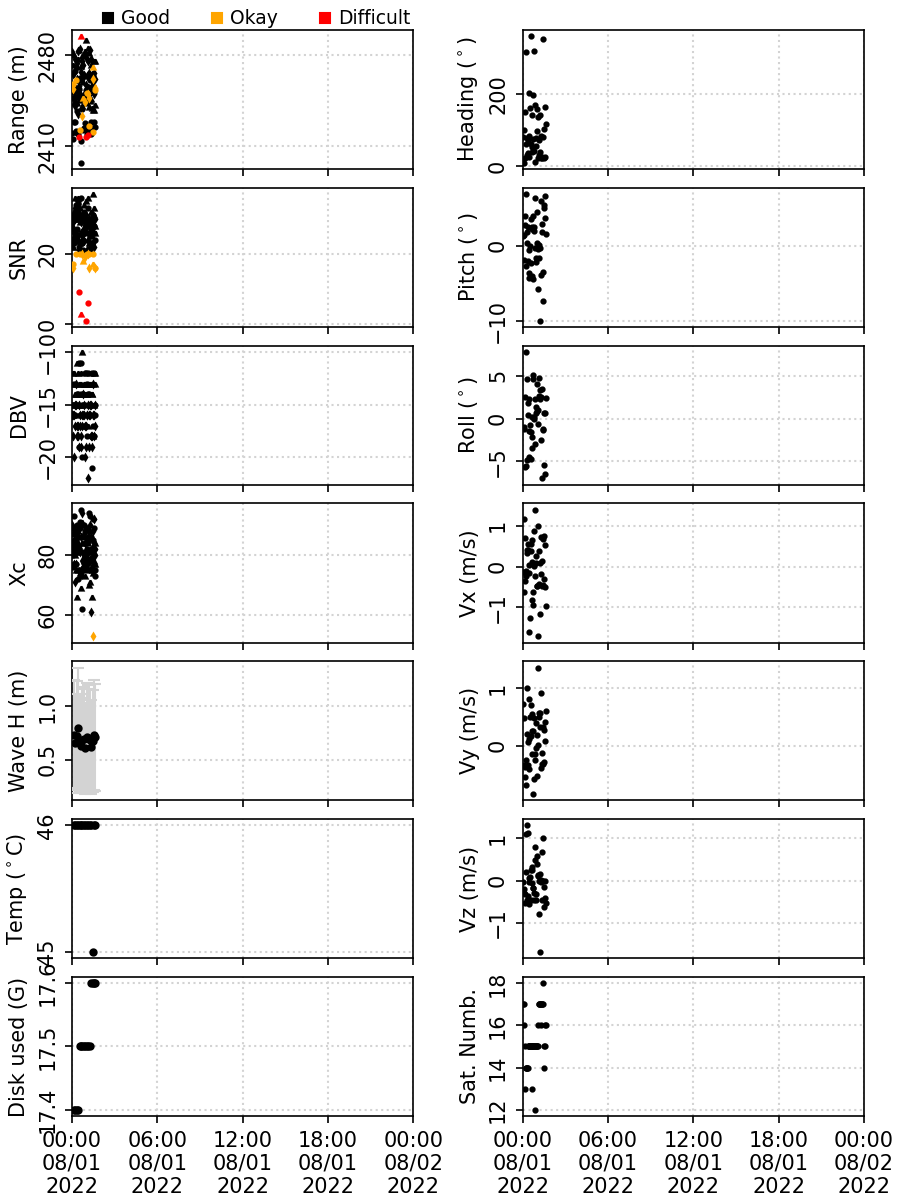 Good Okay Difficult
Range (m)
2480
2410
Heading (°)
200
0
SNR
20
0
Pitch (°)
0
−10
DBV
−10
−15
−20
Roll (°)
5
0
−5
Xc
80
60
Vx (m/s)
1
0
−1
Wave H (m)
1.0
0.5
Vy (m/s)
1
0
Temp (°C)
46
45
Vz (m/s)
1
0
−1
Disk used (G)
17.6
17.5
17.4
Sat. Numb.
18
16
14
12
00:00 06:00 12:00 18:00 00:00
08/01 08/01 08/01 08/01 08/02
2022 2022 2022 2022 2022
00:00 06:00 12:00 18:00 00:00
08/01 08/01 08/01 08/01 08/02
2022 2022 2022 2022 2022